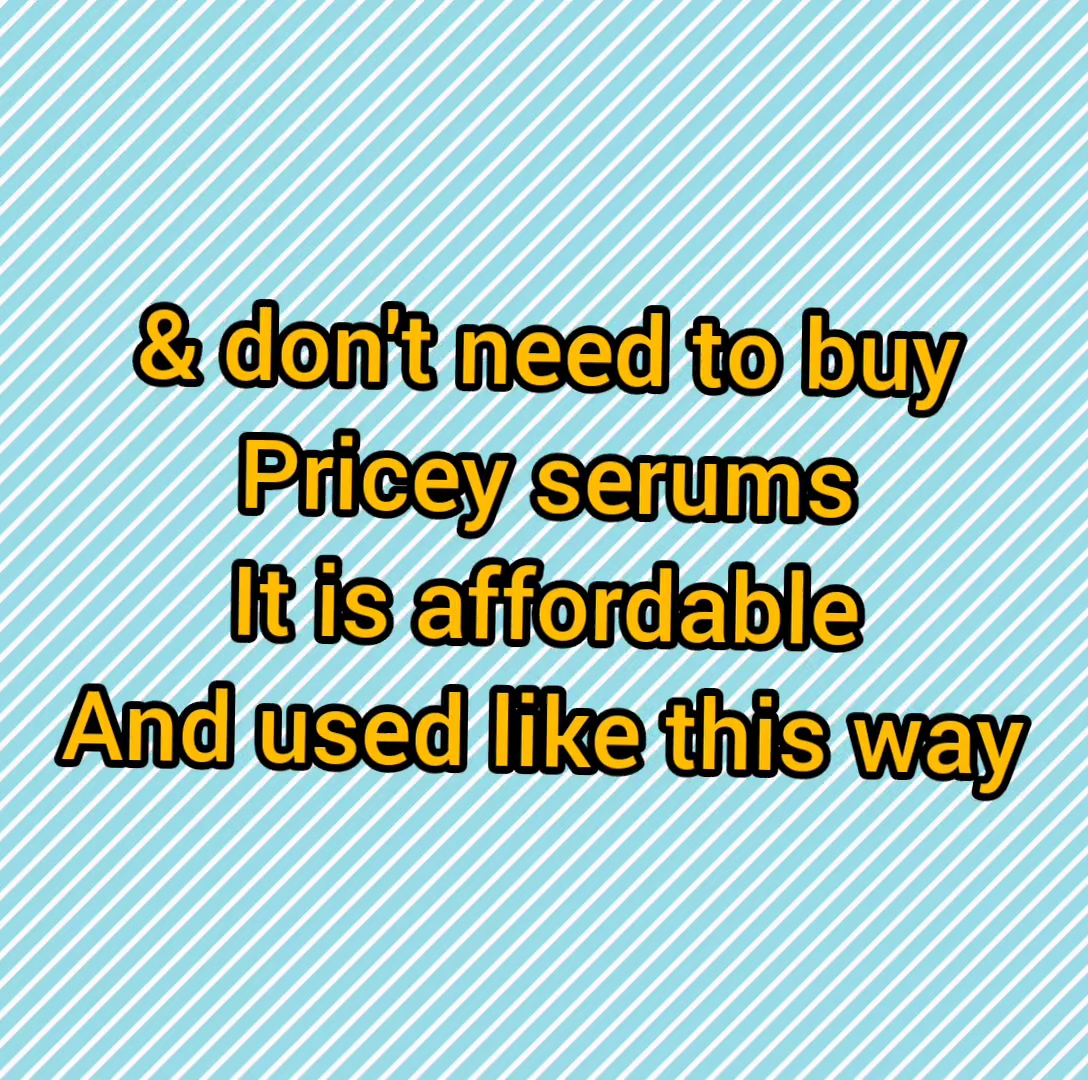 & don't need to buy
Pricey serums
It is affordable
And used like this way